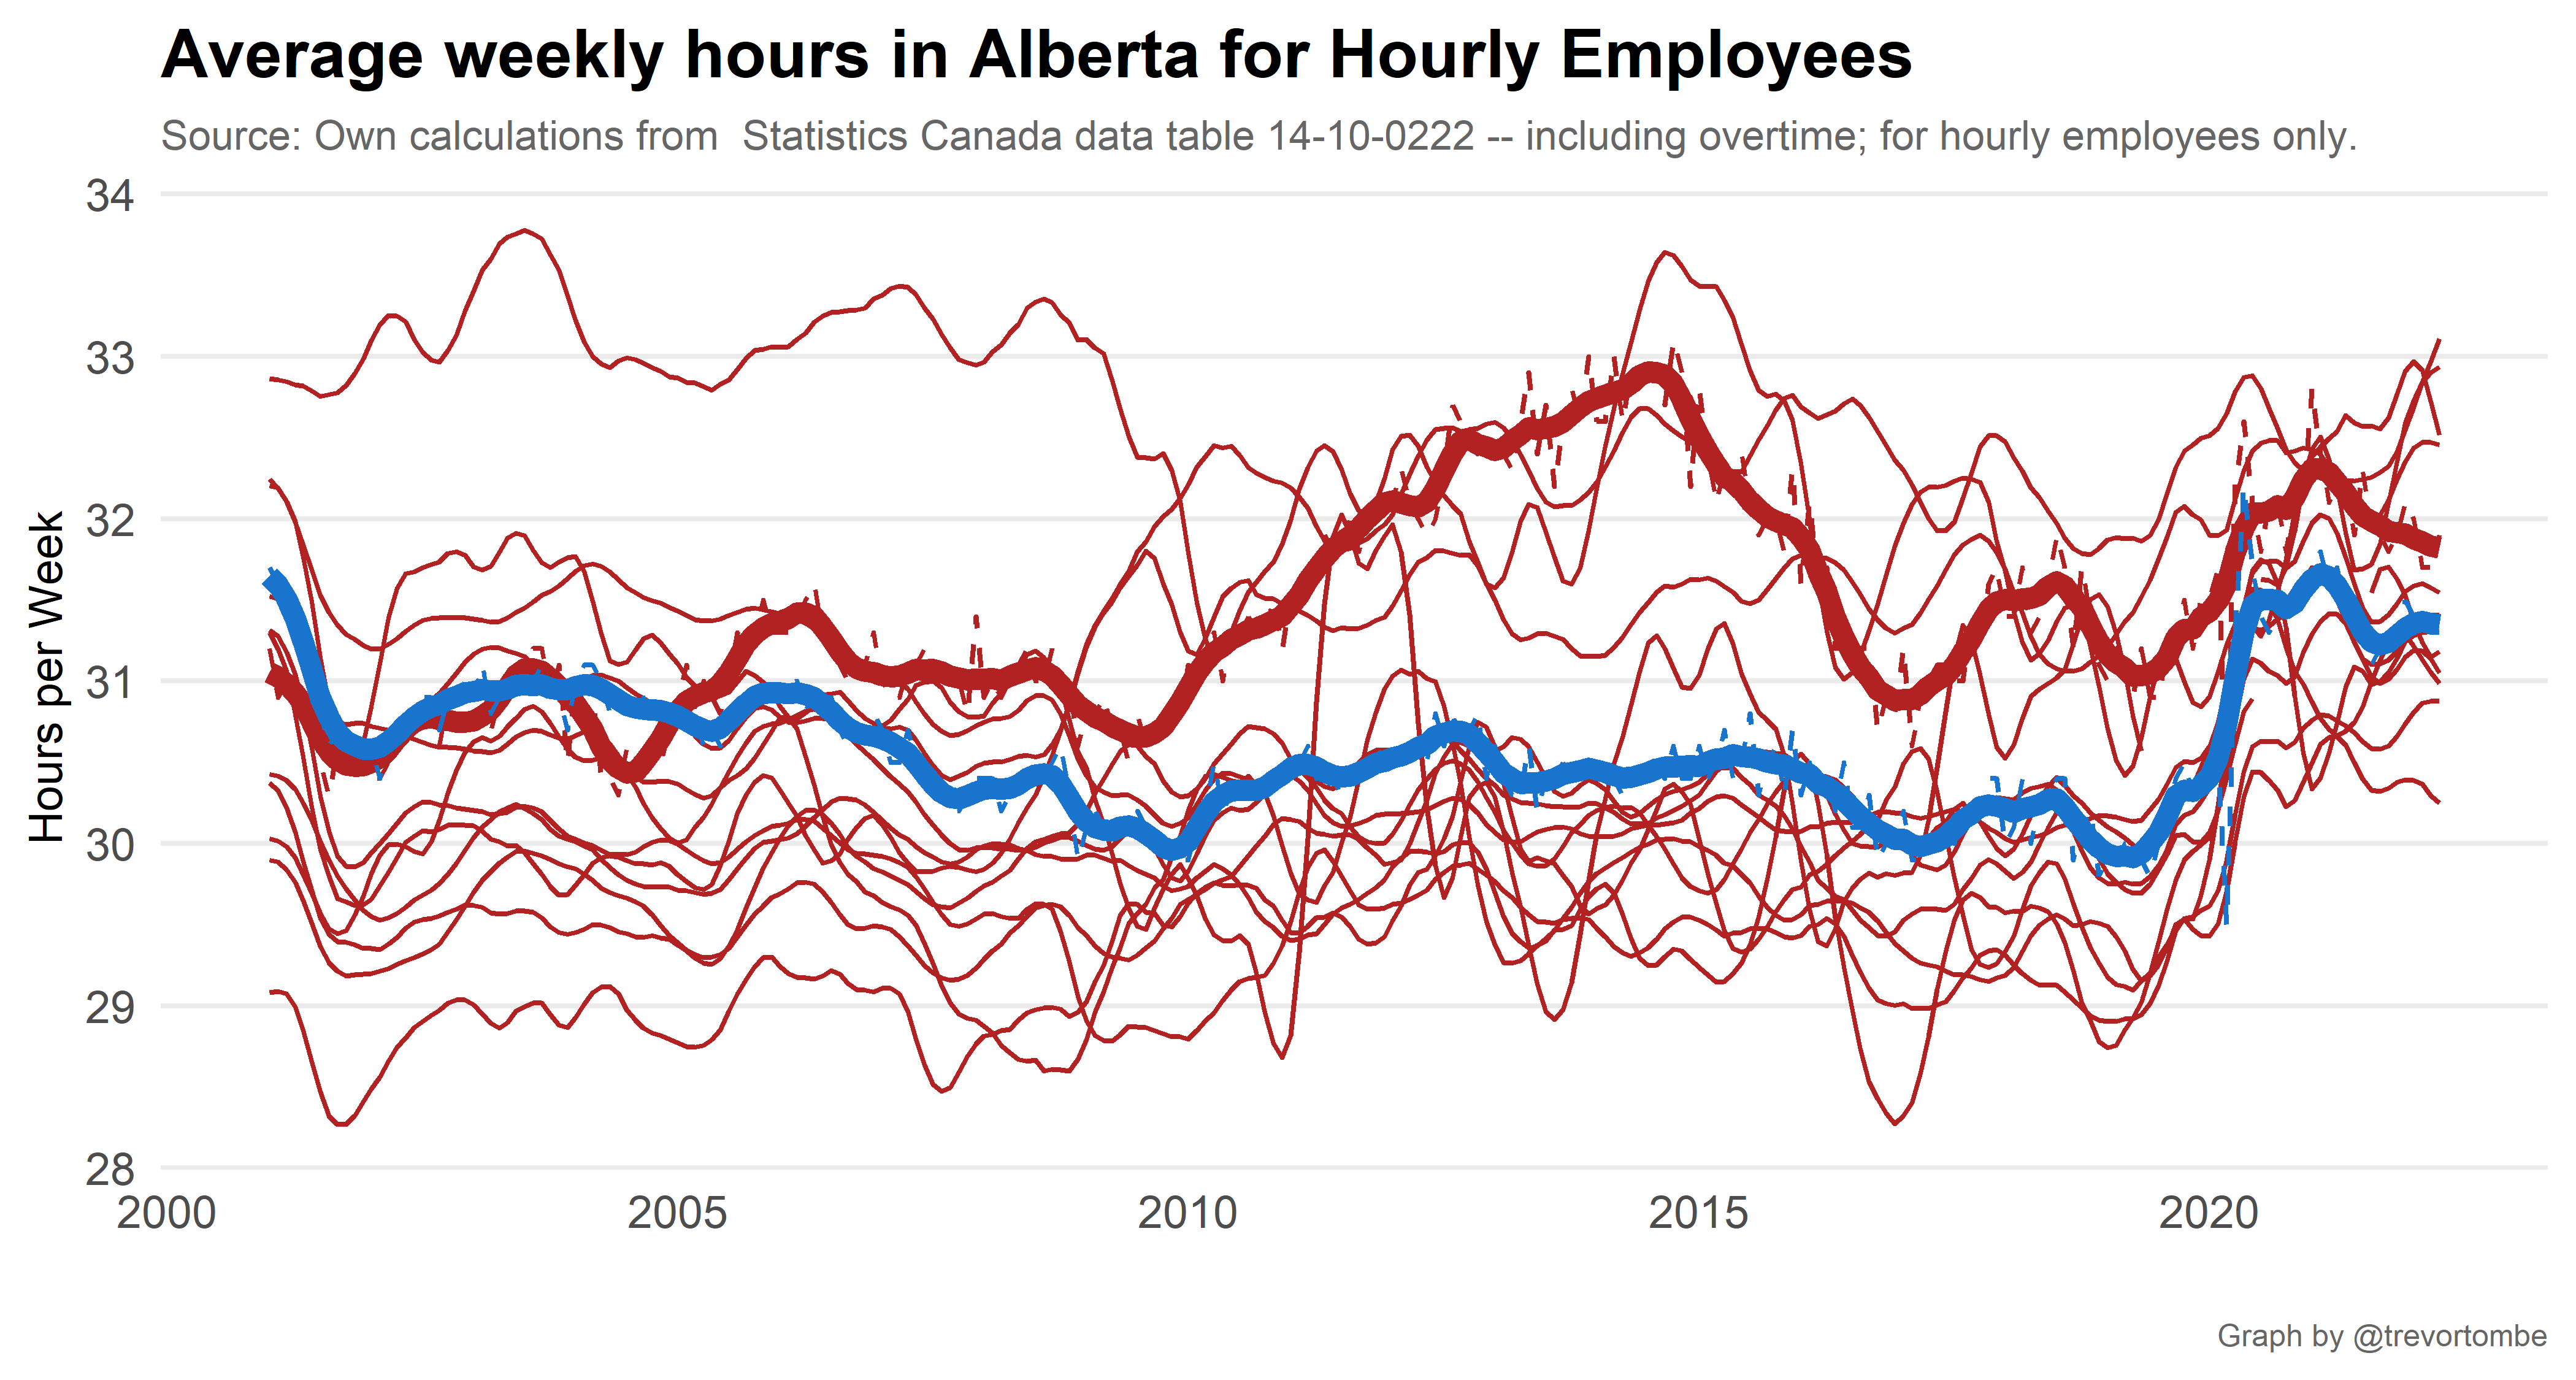 Average weekly hours in Alberta for Hourly Employees
Source: Own calculations from  Statistics Canada data table 14-10-0222 -- including overtime; for hourly employees only.
34
33
32
31
30
29
28
Hours per Week
2000 2005 2010 2015 2020
Graph by @trevortombe